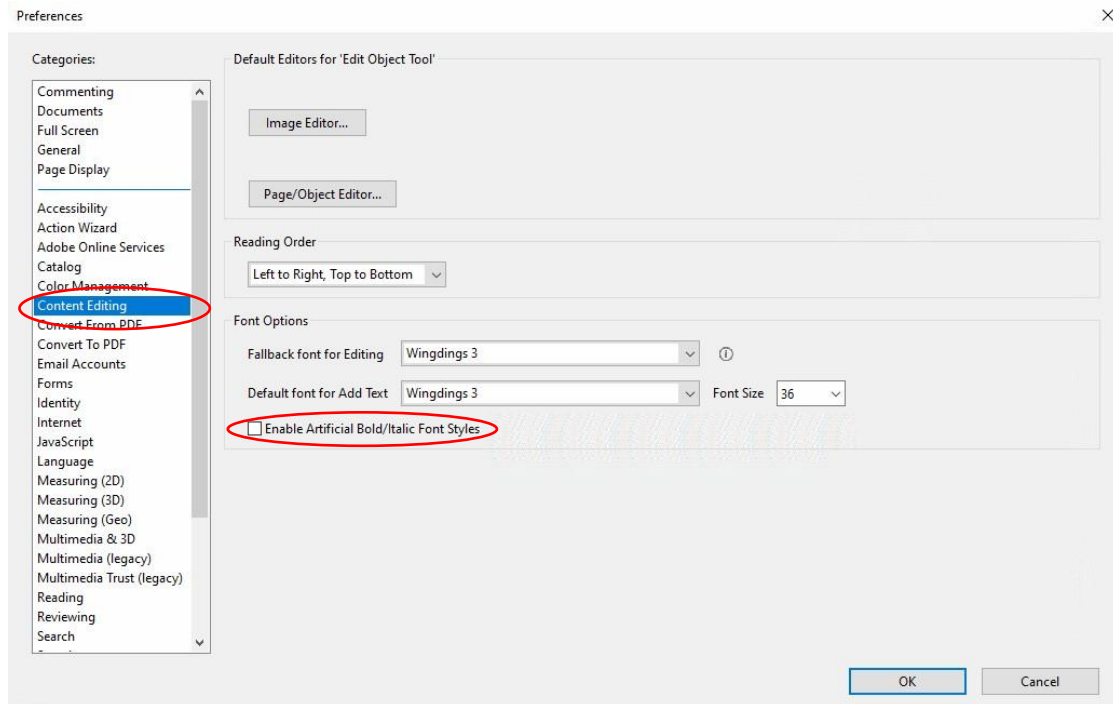 Preferences
Categories:
Commenting
Documents
Full Screen
General
Page Display
Accessibility
Action Wizard
Adobe Online Services
Catalog
Color Management
Content Editing
Convert From PDF
Convert To PDF
Email Accounts
Forms
Identity
Internet
JavaScript
Language
Measuring (2D)
Measuring (3D)
Measuring (Geo)
Multimedia & 3D
Multimedia (legacy)
Multimedia Trust (legacy)
Reading
Reviewing
Search
Default Editors for 'Edit Object Tool'
Image Editor...
Page/Object Editor...
Reading Order
Left to Right, Top to Bottom
Font Options
Fallback font for Editing Wingdings 3
Default font for Add Text Wingdings 3 Font Size 36
Enable Artificial Bold/Italic Font Styles
OK Cancel